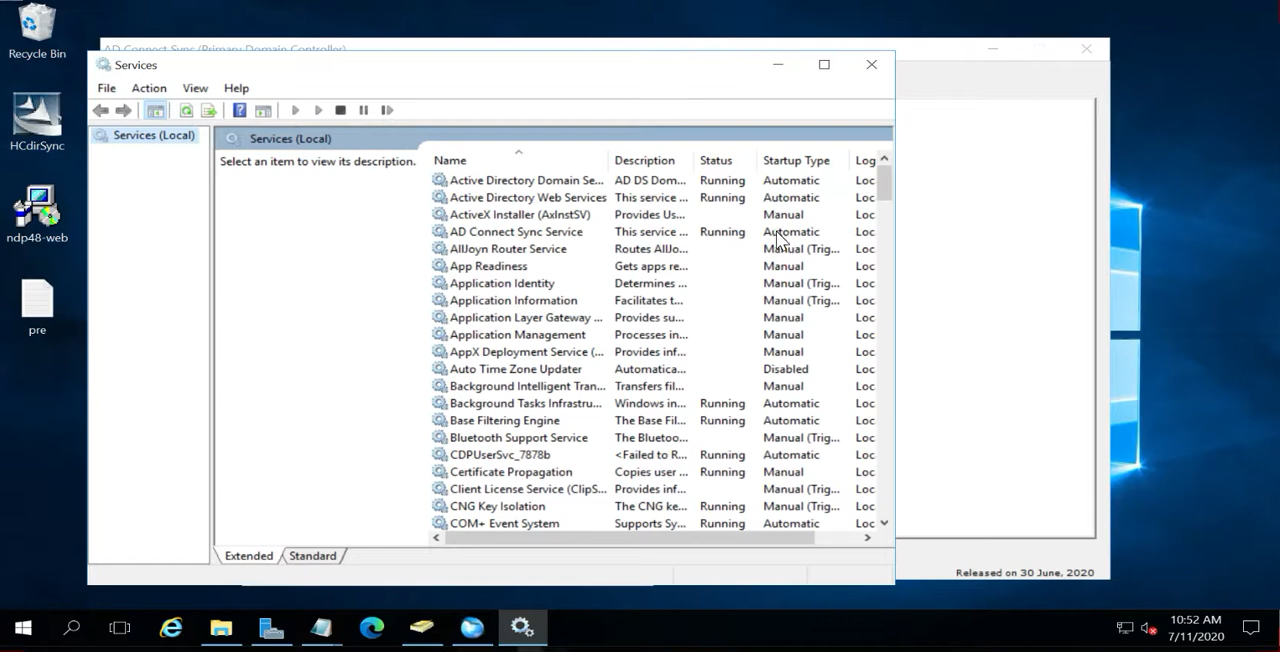 Recycle Bin
HCdirSync
ndp48-web
pre
AD Connect Sync (Primary Domain Controller)
Services
File Action View Help
Services (Local)
Services (Local)
Select an item to view its description.
Name Description Status Startup Type Log
Active Directory Domain Se... AD DS Dom... Running Automatic Loc
Active Directory Web Services This service ... Running Automatic Loc
ActiveX Installer (AxInstSV) Provides Us... Manual Loc
AD Connect Sync Service This service ... Running Automatic Loc
AllJoyn Router Service Routes AllJo... Manual (Trig... Loc
App Readiness Gets apps re... Manual Loc
Application Identity Determines ... Manual (Trig... Loc
Application Information Facilitates t... Manual (Trig... Loc
Application Layer Gateway ... Provides su... Manual Loc
Application Management Processes in... Manual Loc
AppX Deployment Service (... Provides inf... Manual Loc
Auto Time Zone Updater Automatica... Disabled Loc
Background Intelligent Tran... Transfers fil... Manual Loc
Background Tasks Infrastru... Windows in... Running Automatic Loc
Base Filtering Engine The Base Fil... Running Automatic Loc
Bluetooth Support Service The Bluetoo... Manual (Trig... Loc
CDPUserSvc_7878b <Failed to R... Running Automatic Loc
Certificate Propagation Copies user ... Running Manual Loc
Client License Service (ClipS... Provides inf... Manual (Trig... Loc
CNG Key Isolation The CNG ke... Running Manual (Trig... Loc
COM+ Event System Supports Sy... Running Automatic Loc
Extended Standard
Released on 30 June, 2020
10:52 AM
7/11/2020